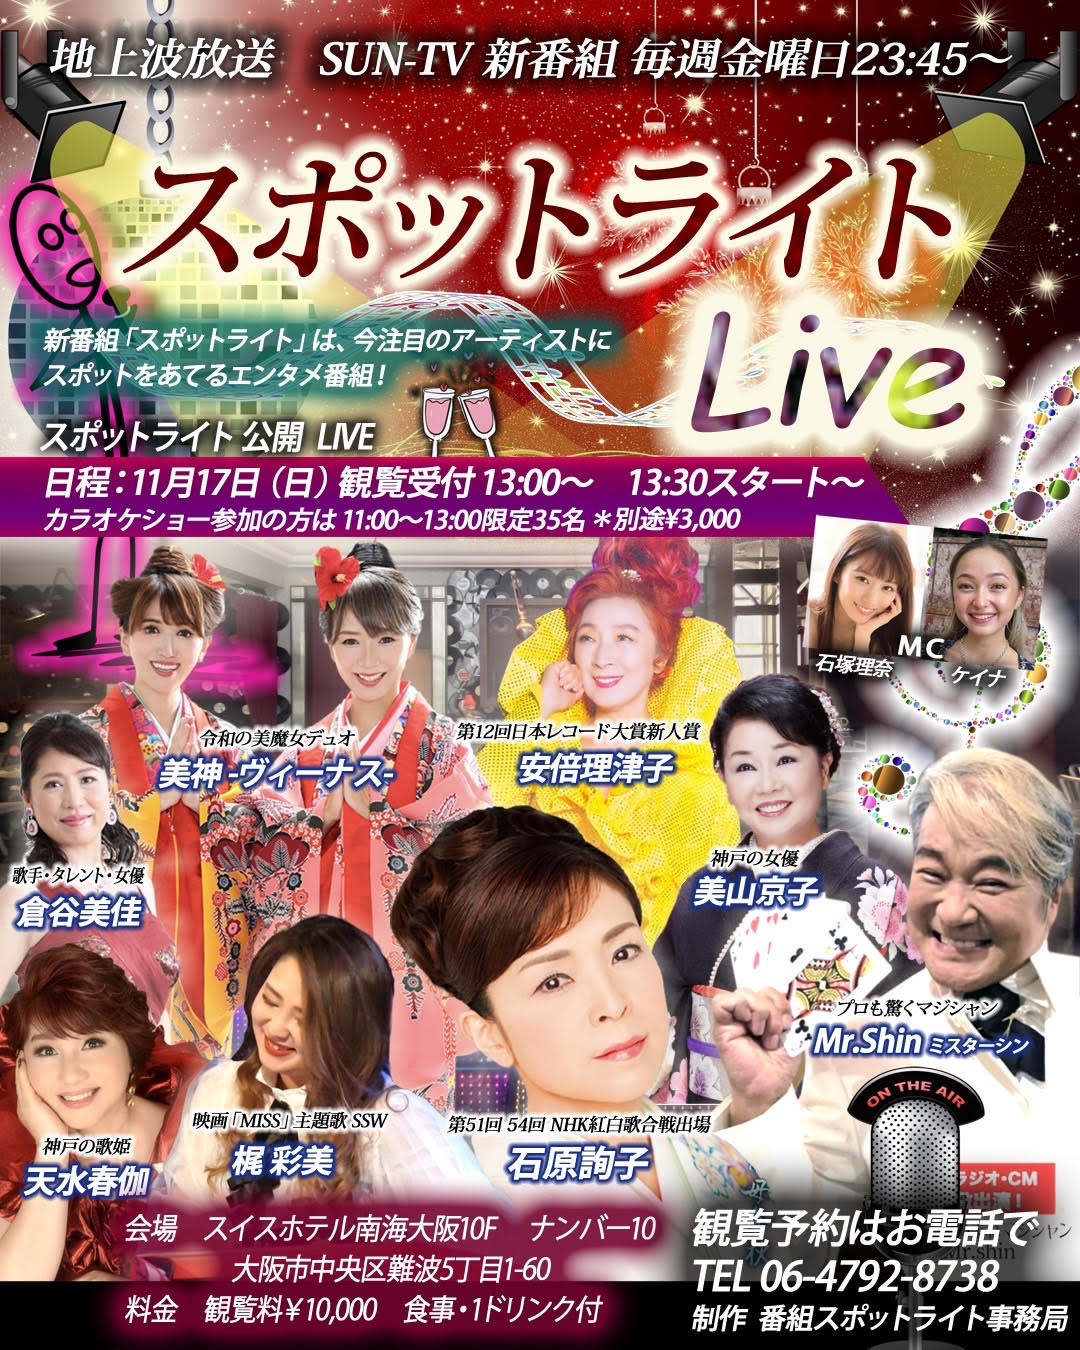 地上波放送　SUN-TV 新番組 毎週金曜日23:45～
スポットライト
Live
新番組「スポットライト」は、今注目のアーティストに
スポットをあてるエンタメ番組！
スポットライト 公開 LIVE
日程：11月17日（日）観覧受付 13:00～　13:30スタート～
カラオケショー参加の方は 11:00～13:00限定35名 ＊別途¥3,000
MC
石塚理奈
ケイナ
令和の美魔女デュオ
美神 -ヴィーナス-
第12回日本レコード大賞新人賞
安倍理津子
歌手・タレント・女優
倉谷美佳
神戸の女優
美山京子
プロも驚くマジシャン
Mr.Shin ミスターシン
神戸の歌姫
天水春伽
映画「MISS」主題歌 SSW
梶 彩美
第51回 54回 NHK紅白歌合戦出場
石原詢子
ON THE AIR
ラジオ・CM
出演！
ジシャン
Mr.shin
会場　スイスホテル南海大阪10F　ナンバー10
大阪市中央区難波5丁目1-60
料金　観覧料￥10,000　食事・1ドリンク付
観覧予約はお電話で
TEL 06-4792-8738
制作 番組スポットライト事務局